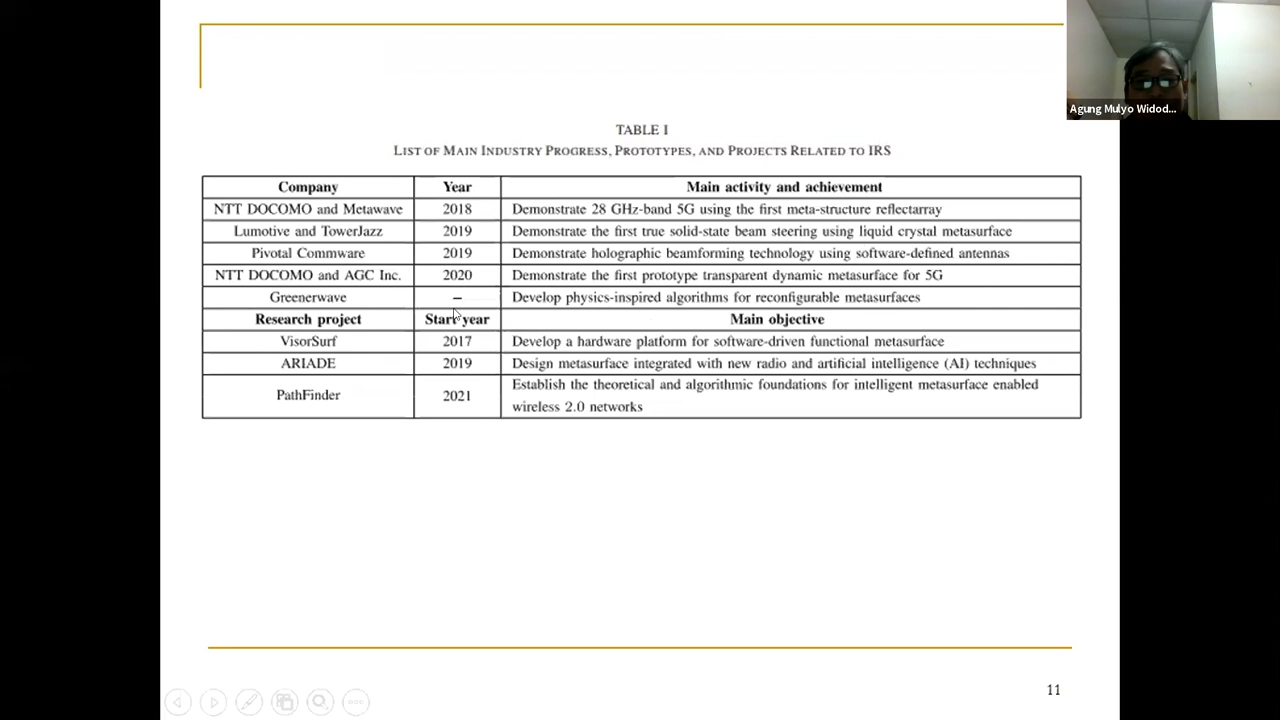 Agung Mulyo Widod...
TABLE I
LIST OF MAIN INDUSTRY PROGRESS, PROTOTYPES, AND PROJECTS RELATED TO IRS
Company Year Main activity and achievement
NTT DOCOMO and Metawave 2018 Demonstrate 28 GHz-band 5G using the first meta-structure reflectarray
Lumotive and TowerJazz 2019 Demonstrate the first true solid-state beam steering using liquid crystal metasurface
Pivotal Commware 2019 Demonstrate holographic beamforming technology using software-defined antennas
NTT DOCOMO and AGC Inc. 2020 Demonstrate the first prototype transparent dynamic metasurface for 5G
Greenerwave – Develop physics-inspired algorithms for reconfigurable metasurfaces
Research project Start year Main objective
VisorSurf 2017 Develop a hardware platform for software-driven functional metasurface
ARIADE 2019 Design metasurface integrated with new radio and artificial intelligence (AI) techniques
PathFinder 2021 Establish the theoretical and algorithmic foundations for intelligent metasurface enabled
wireless 2.0 networks
11